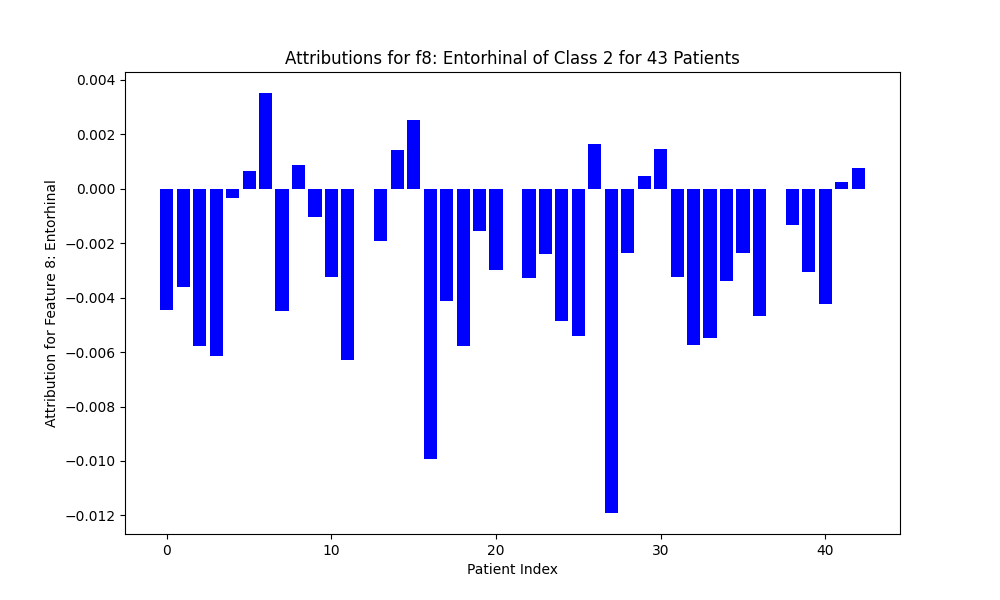 Attributions for f8: Entorhinal of Class 2 for 43 Patients
Attribution for Feature 8: Entorhinal
0.004
0.002
0.000
−0.002
−0.004
−0.006
−0.008
−0.010
−0.012
0 10 20 30 40
Patient Index